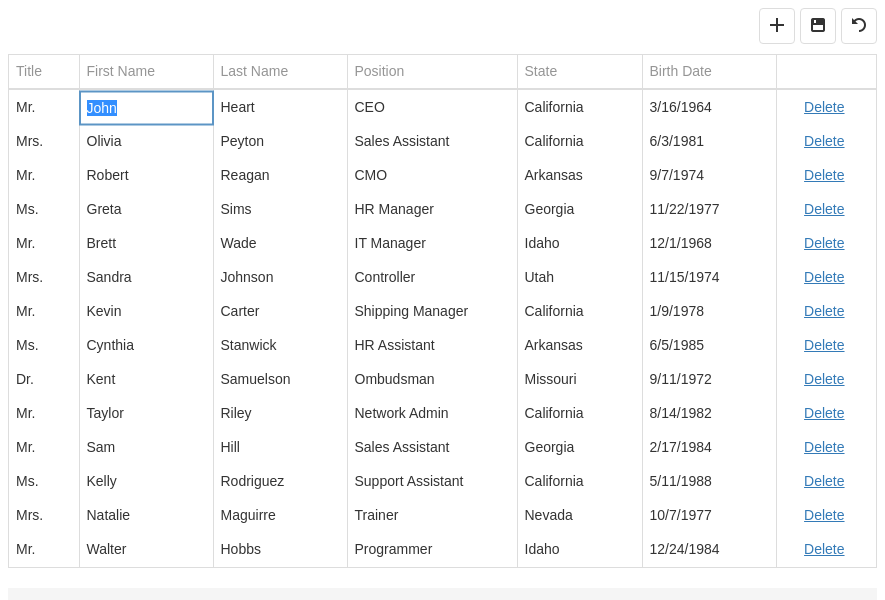 Title First Name Last Name Position State Birth Date
Mr. John Heart CEO California 3/16/1964 Delete
Mrs. Olivia Peyton Sales Assistant California 6/3/1981 Delete
Mr. Robert Reagan CMO Arkansas 9/7/1974 Delete
Ms. Greta Sims HR Manager Georgia 11/22/1977 Delete
Mr. Brett Wade IT Manager Idaho 12/1/1968 Delete
Mrs. Sandra Johnson Controller Utah 11/15/1974 Delete
Mr. Kevin Carter Shipping Manager California 1/9/1978 Delete
Ms. Cynthia Stanwick HR Assistant Arkansas 6/5/1985 Delete
Dr. Kent Samuelson Ombudsman Missouri 9/11/1972 Delete
Mr. Taylor Riley Network Admin California 8/14/1982 Delete
Mr. Sam Hill Sales Assistant Georgia 2/17/1984 Delete
Ms. Kelly Rodriguez Support Assistant California 5/11/1988 Delete
Mrs. Natalie Maguirre Trainer Nevada 10/7/1977 Delete
Mr. Walter Hobbs Programmer Idaho 12/24/1984 Delete